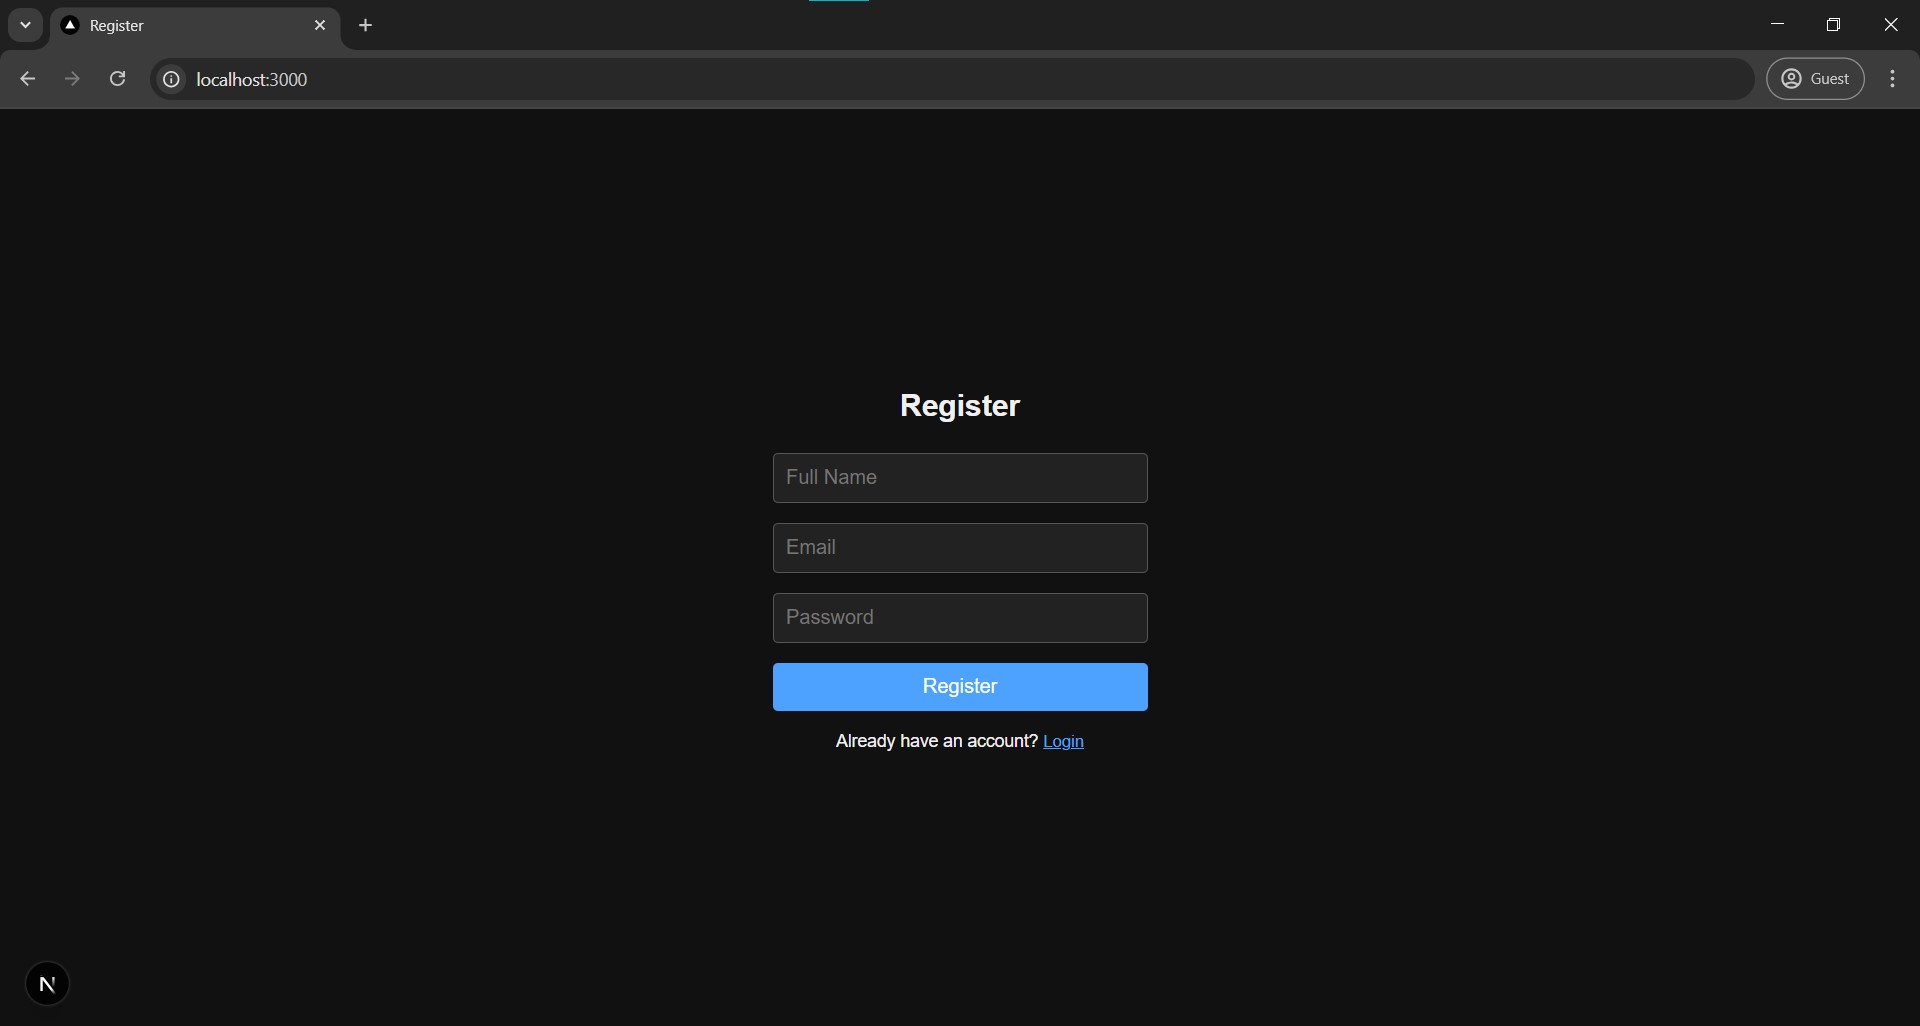 Register
localhost:3000
Guest
Register
Full Name
Email
Password
Register
Already have an account? Login
N